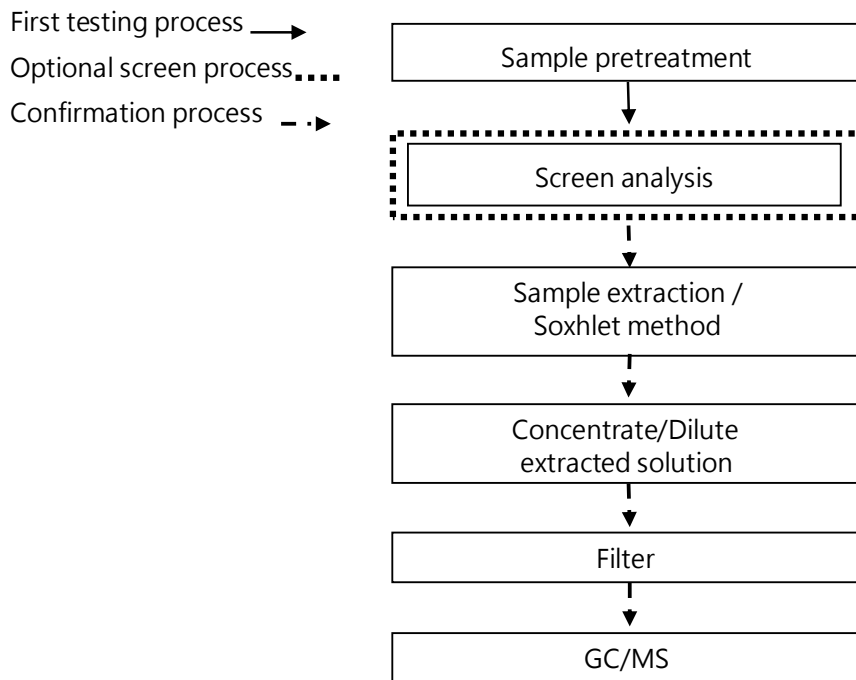 First testing process
Optional screen process
Confirmation process
Sample pretreatment
Screen analysis
Sample extraction /
Soxhlet method
Concentrate/Dilute
extracted solution
Filter
GC/MS